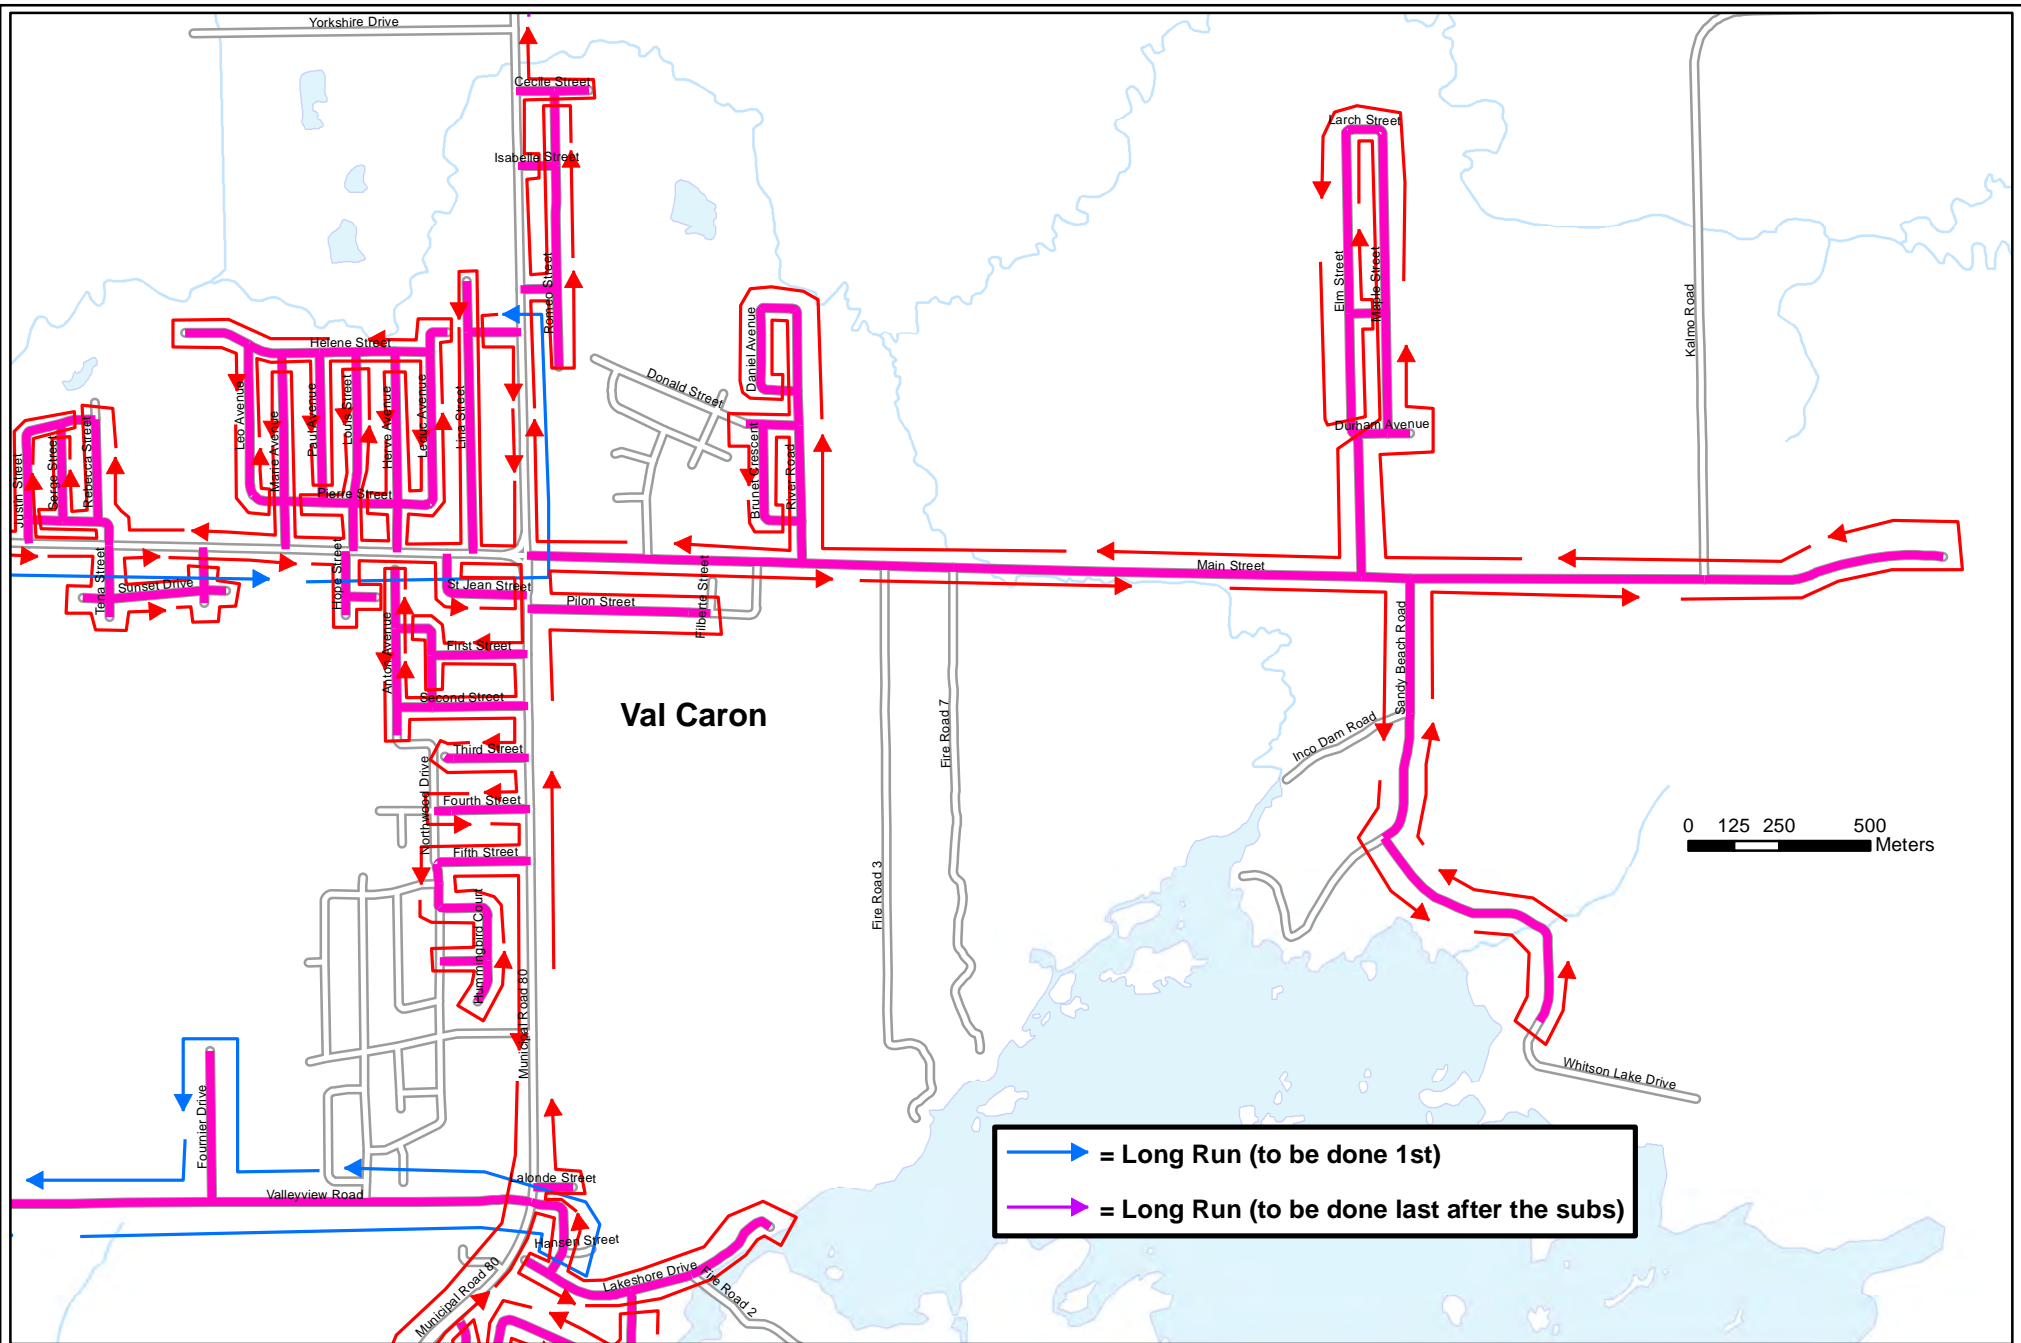 Yorkshire Drive
Cecile Street
Isabelle Street
Romeo Street
Larch Street
Elm Street
Maple Street
Durham Avenue
Kalmo Road
Helene Street
Leo Avenue
Marie Avenue
Paul Avenue
Louis Street
Herve Avenue
Leduc Avenue
Lina Street
Pierre Street
Justin Street
Serge Street
Rebecca Street
Donald Street
Daniel Avenue
Brunet Crescent
River Road
Main Street
Tena Street
Sunset Drive
Hope Street
St Jean Street
Pilon Street
Filberte Street
Anton Avenue
First Street
Second Street
Third Street
Fourth Street
Fifth Street
Northwood Drive
Hummingbird Court
Municipal Road 80
Val Caron
Fire Road 3
Fire Road 7
Sandy Beach Road
Inco Dam Road
Whitson Lake Drive
0 125 250 500
Meters
Fournier Drive
Valleyview Road
Lalonde Street
Hansen Street
Lakeshore Drive
Fire Road 2
Municipal Road 80
= Long Run (to be done 1st)
= Long Run (to be done last after the subs)